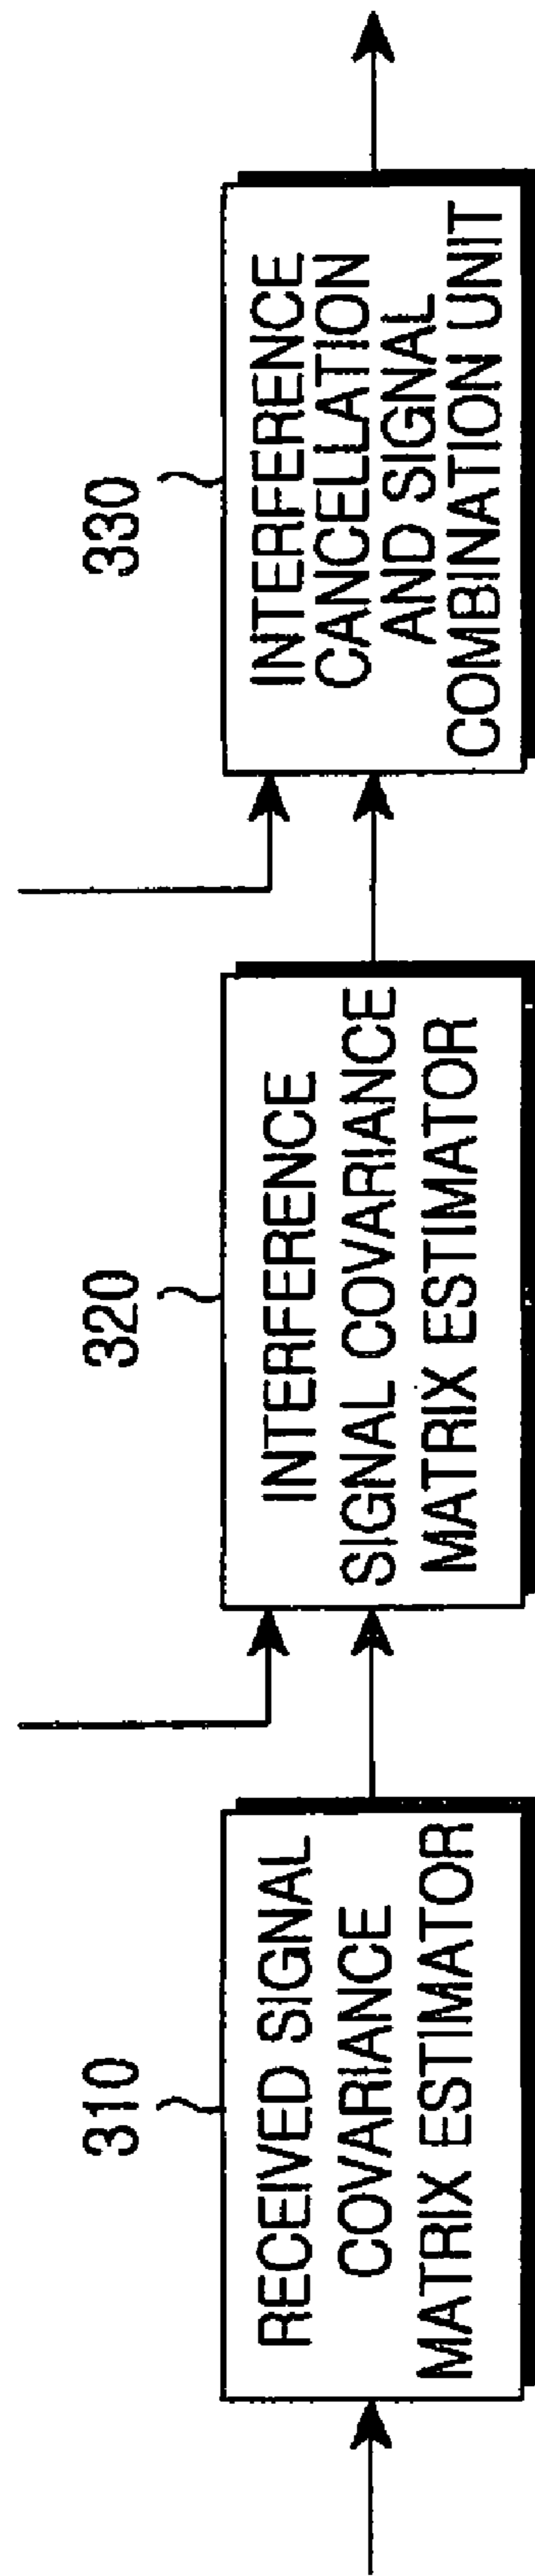 310
RECEIVED SIGNAL
COVARIANCE
MATRIX ESTIMATOR
320
INTERFERENCE
SIGNAL COVARIANCE
MATRIX ESTIMATOR
330
INTERFERENCE
CANCELLATION
AND SIGNAL
COMBINATION UNIT